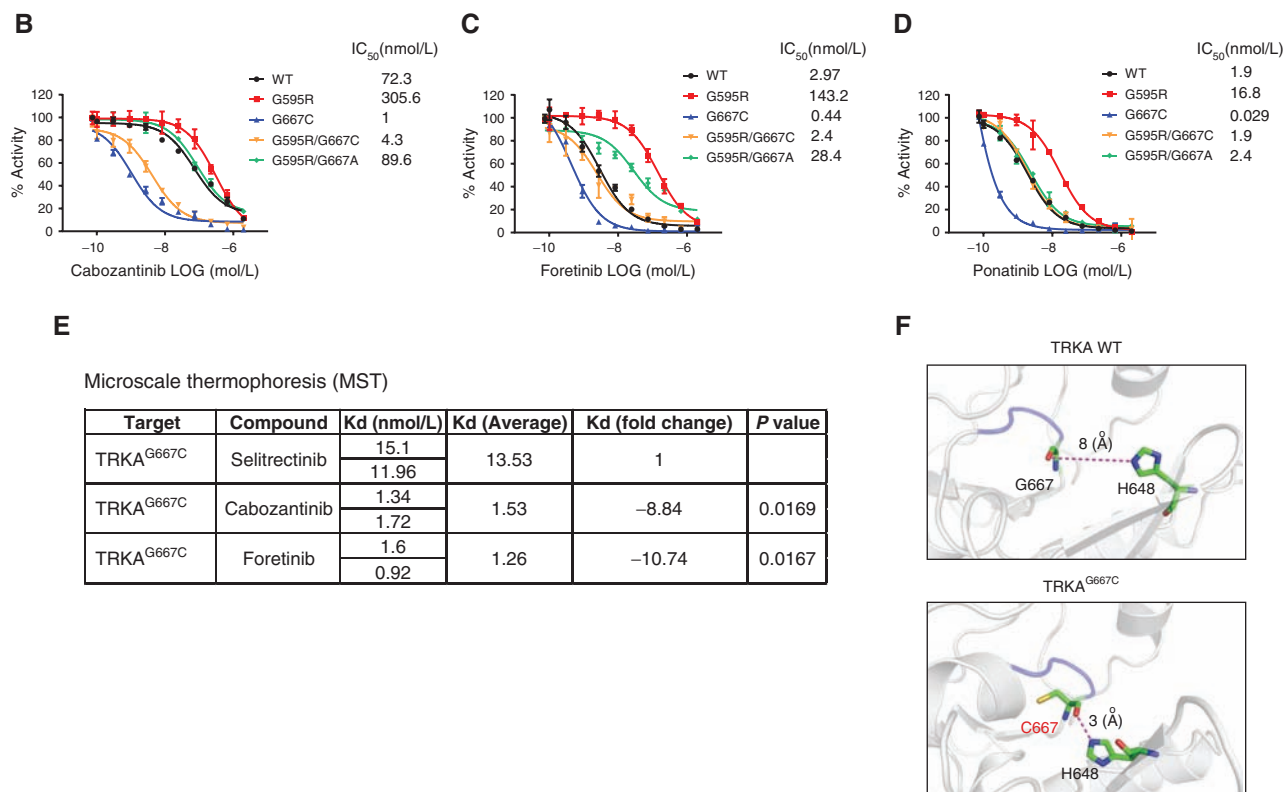 B
IC50(nmol/L)
WT 72.3
G595R 305.6
G667C 1
G595R/G667C 4.3
G595R/G667A 89.6
% Activity
120
100
80
60
40
20
0
−10 −8 −6
Cabozantinib LOG (mol/L)
C
IC50(nmol/L)
WT 2.97
G595R 143.2
G667C 0.44
G595R/G667C 2.4
G595R/G667A 28.4
% Activity
120
100
80
60
40
20
0
−10 −8 −6
Foretinib LOG (mol/L)
D
IC50(nmol/L)
WT 1.9
G595R 16.8
G667C 0.029
G595R/G667C 1.9
G595R/G667A 2.4
% Activity
120
100
80
60
40
20
0
−10 −8 −6
Ponatinib LOG (mol/L)
E
Microscale thermophoresis (MST)
Target Compound Kd (nmol/L) Kd (Average) Kd (fold change) P value
TRKAG667C Selitrectinib 15.1 13.53 1
11.96
TRKAG667C Cabozantinib 1.34 1.53 −8.84 0.0169
1.72
TRKAG667C Foretinib 1.6 1.26 −10.74 0.0167
0.92
F
TRKA WT
8 (Å)
G667
H648
TRKAG667C
3 (Å)
C667
H648